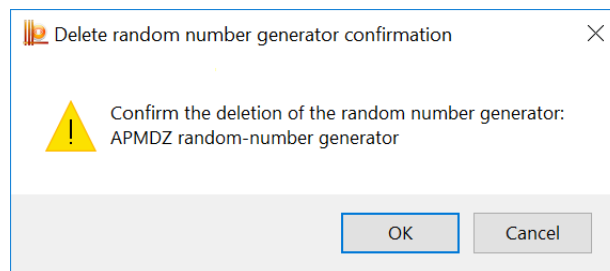 Delete random number generator confirmation
Confirm the deletion of the random number generator:
APMDZ random-number generator
OK
Cancel